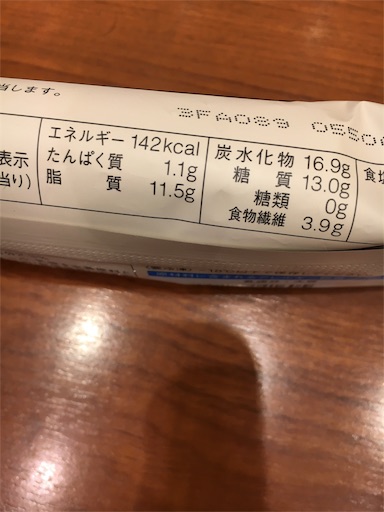 当します。
3FA089 0550
表示
当り)
エネルギー 142kcal
たんぱく質 1.1g
脂 質 11.5g
炭水化物 16.9g
糖 質 13.0g
糖類 0g
食物繊維 3.9g
食塩